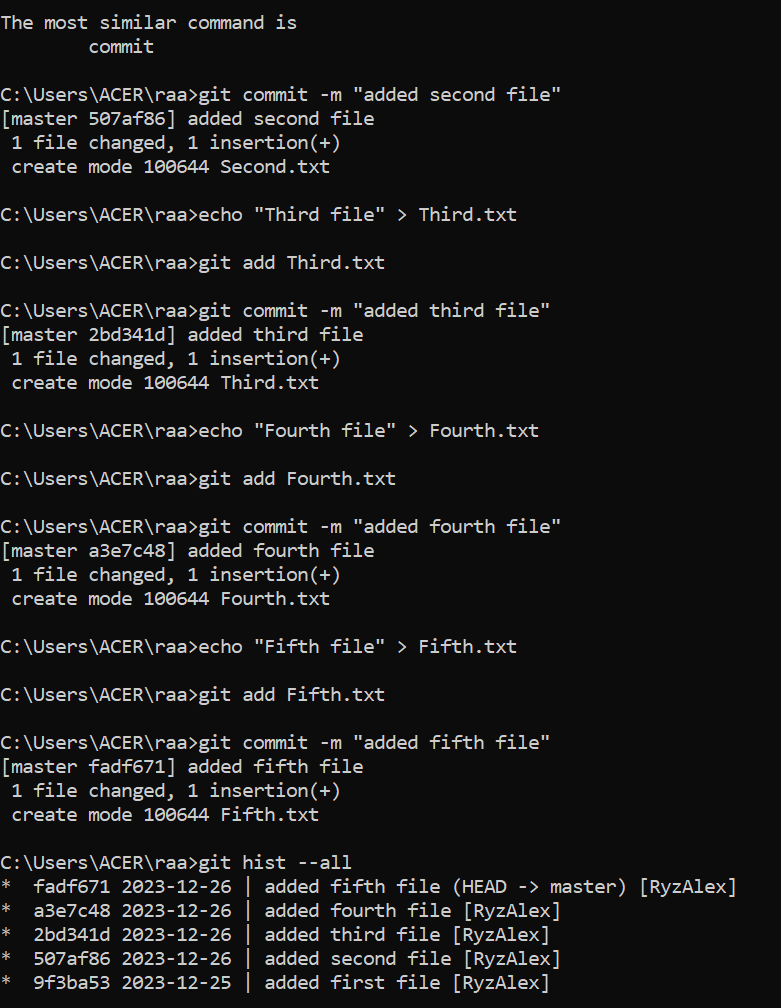 The most similar command is
        commit
C:\Users\ACER\raa>git commit -m "added second file"
[master 507af86] added second file
 1 file changed, 1 insertion(+)
 create mode 100644 Second.txt
C:\Users\ACER\raa>echo "Third file" > Third.txt
C:\Users\ACER\raa>git add Third.txt
C:\Users\ACER\raa>git commit -m "added third file"
[master 2bd341d] added third file
 1 file changed, 1 insertion(+)
 create mode 100644 Third.txt
C:\Users\ACER\raa>echo "Fourth file" > Fourth.txt
C:\Users\ACER\raa>git add Fourth.txt
C:\Users\ACER\raa>git commit -m "added fourth file"
[master a3e7c48] added fourth file
 1 file changed, 1 insertion(+)
 create mode 100644 Fourth.txt
C:\Users\ACER\raa>echo "Fifth file" > Fifth.txt
C:\Users\ACER\raa>git add Fifth.txt
C:\Users\ACER\raa>git commit -m "added fifth file"
[master fadf671] added fifth file
 1 file changed, 1 insertion(+)
 create mode 100644 Fifth.txt
C:\Users\ACER\raa>git hist --all
*  fadf671 2023-12-26 | added fifth file (HEAD -> master) [RyzAlex]
*  a3e7c48 2023-12-26 | added fourth file [RyzAlex]
*  2bd341d 2023-12-26 | added third file [RyzAlex]
*  507af86 2023-12-26 | added second file [RyzAlex]
*  9f3ba53 2023-12-25 | added first file [RyzAlex]